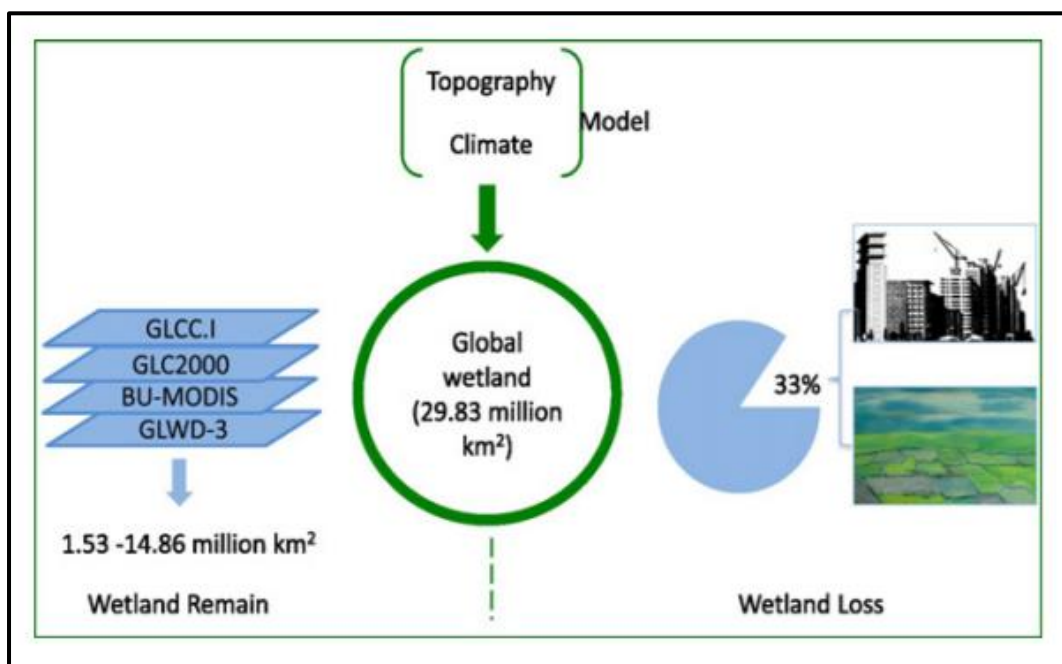 Topography
Climate
Model
GLCC.I
GLC2000
BU-MODIS
GLWD-3
1.53 -14.86 million km²
Wetland Remain
Global
wetland
(29.83 million
km²)
33%
Wetland Loss